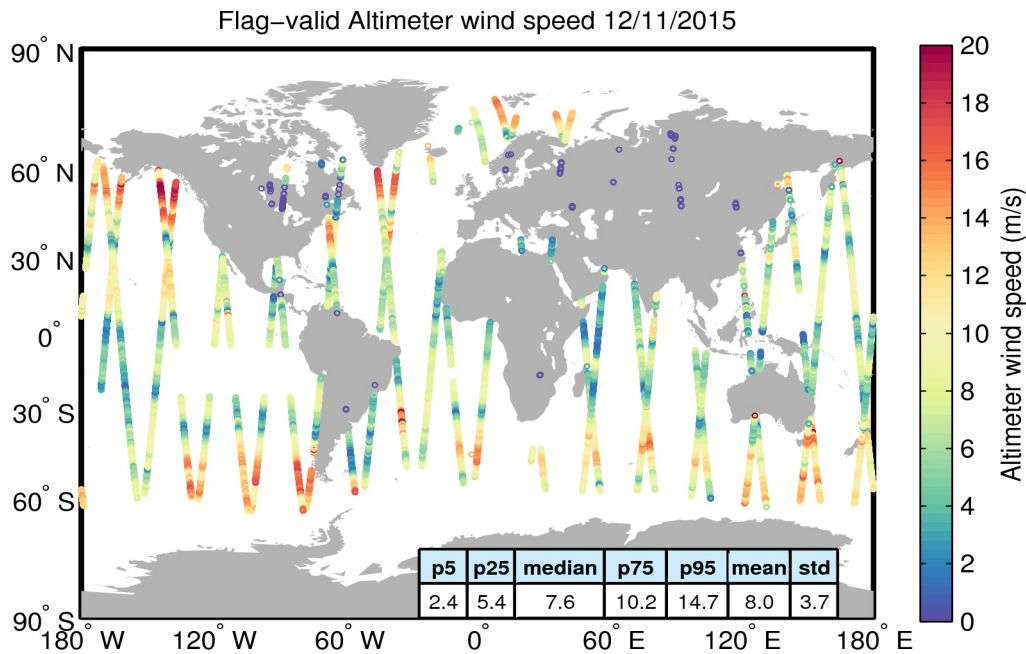 Flag−valid Altimeter wind speed 12/11/2015
90° N
60° N
30° N
0°
30° S
60° S
90° S
180° W
120° W
60° W
0°
60° E
120° E
180° E
p5 p25 median p75 p95 mean std
2.4 5.4 7.6 10.2 14.7 8.0 3.7
20
18
16
14
12
10
8
6
4
2
0
Altimeter wind speed (m/s)